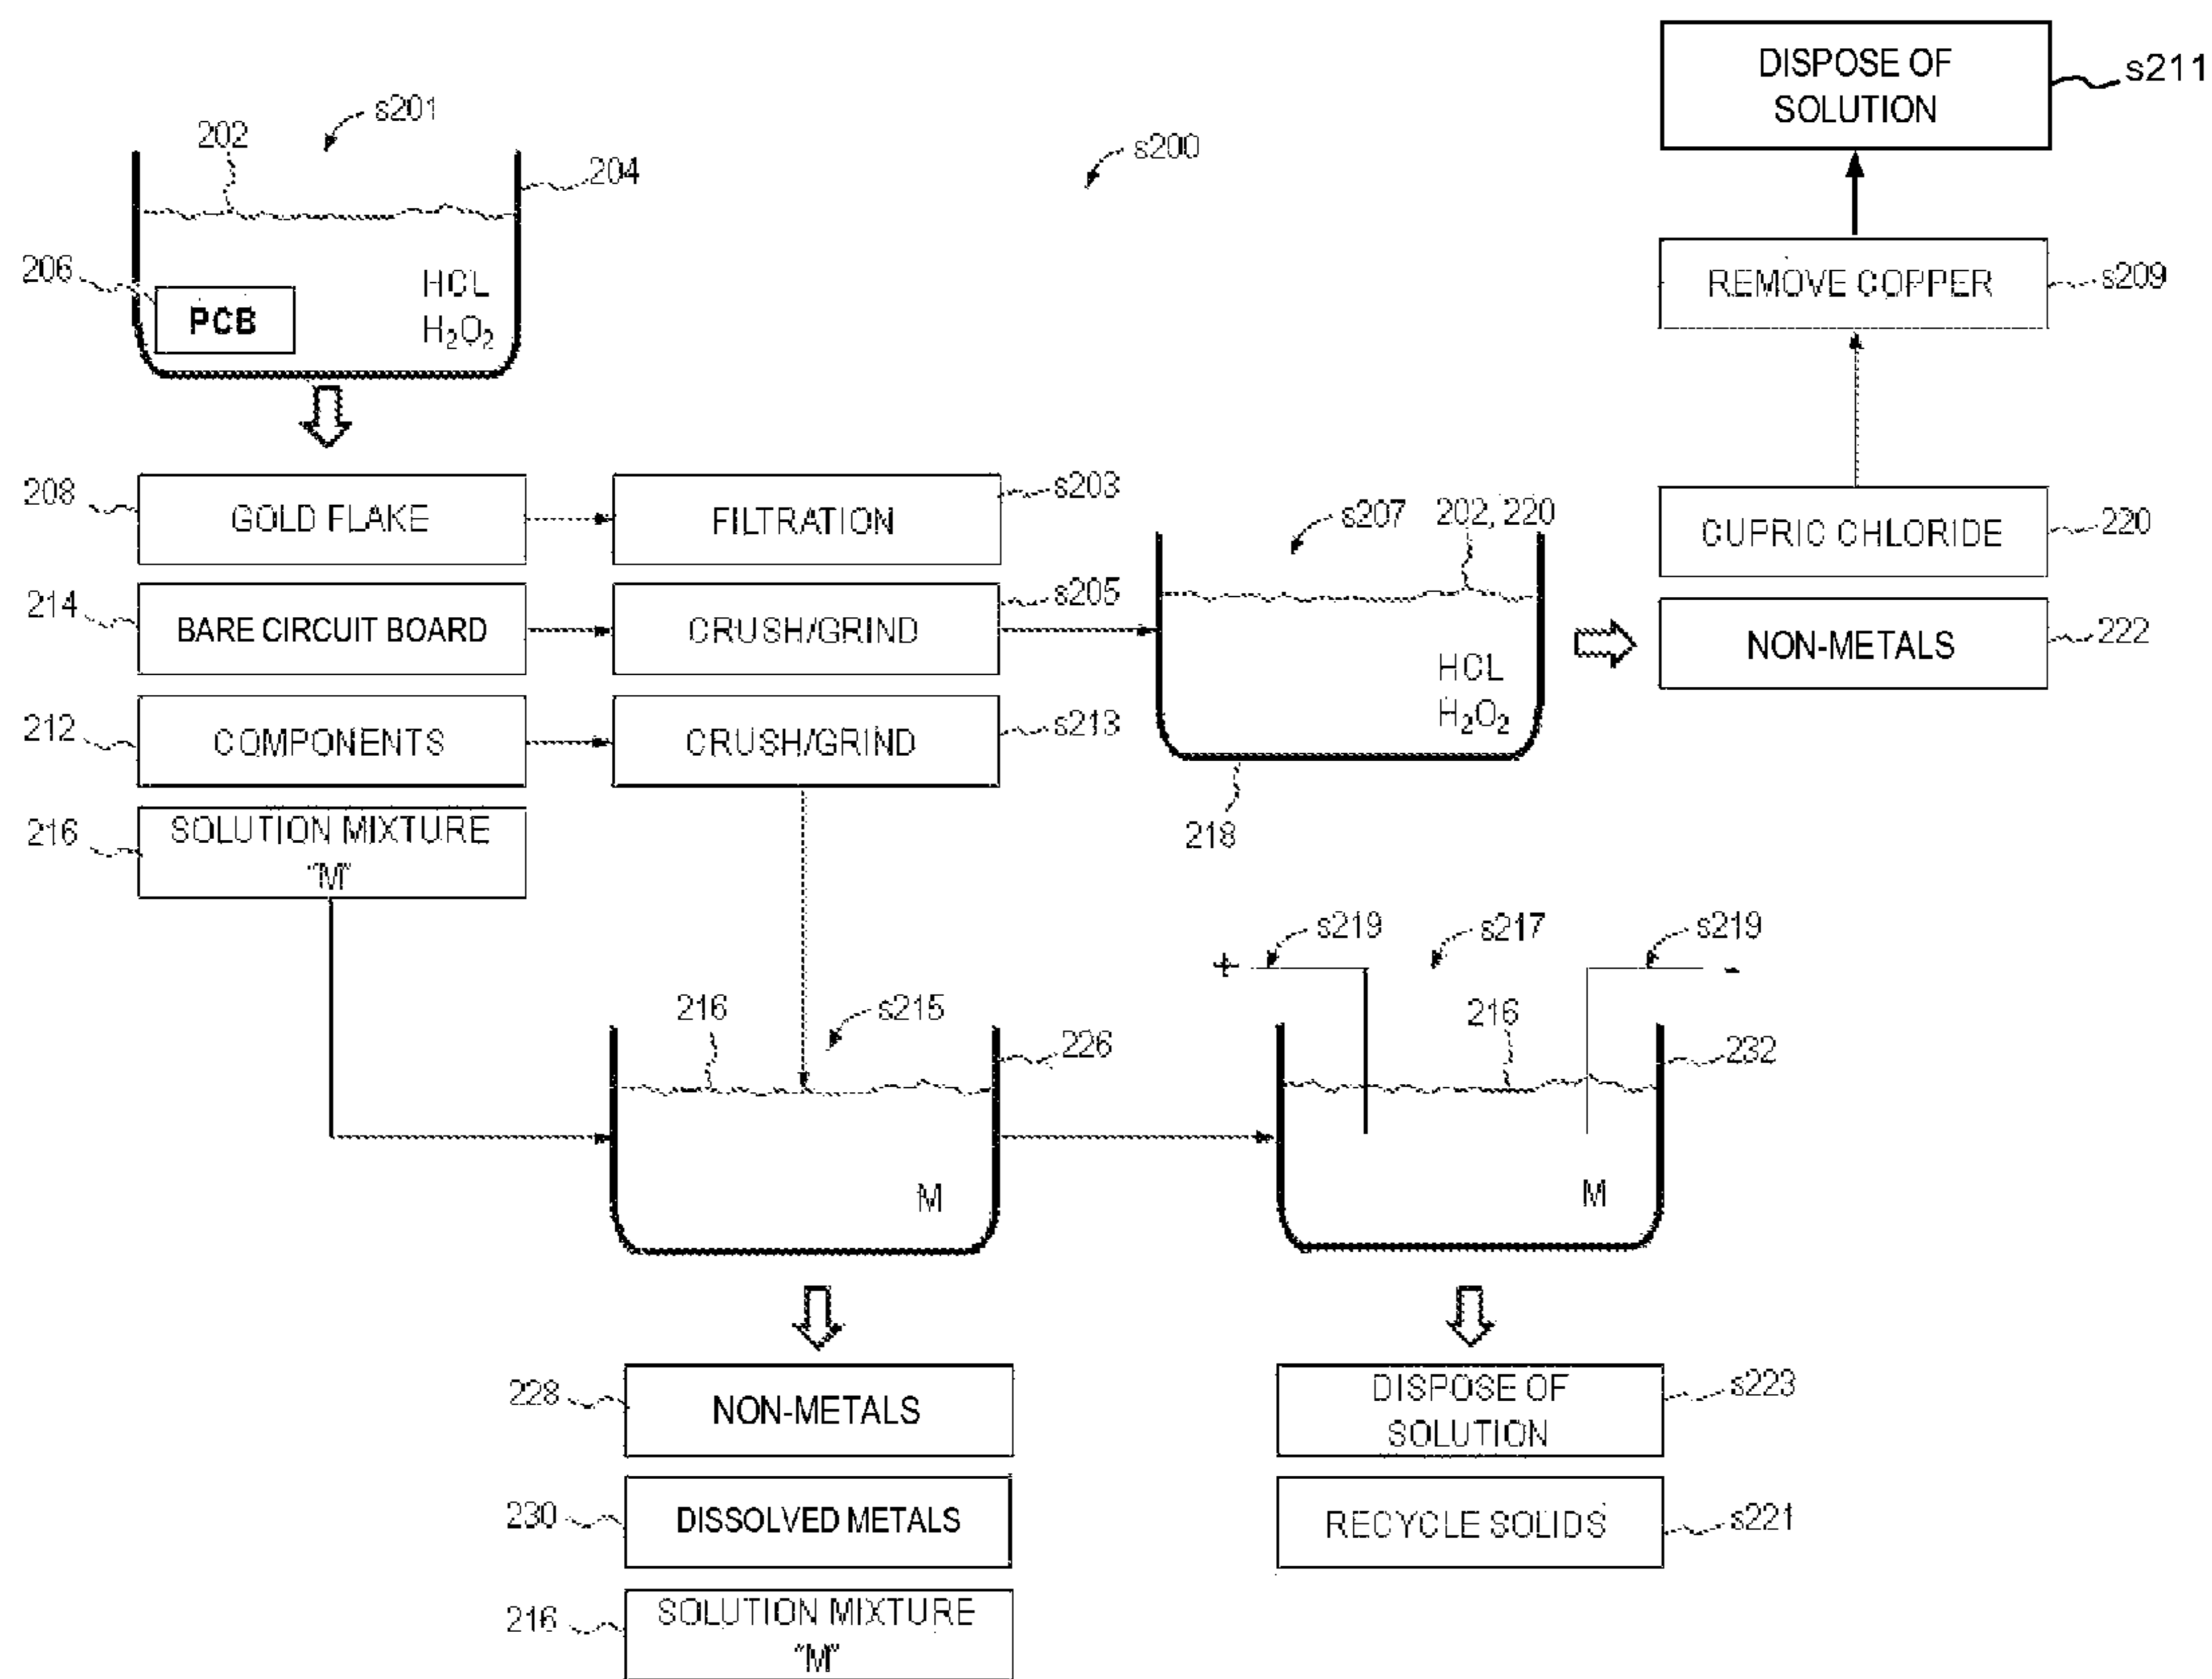 DISPOSE OF
SOLUTION
s211
s201
202
204
s200
206
PCB
HCL
H₂O₂
REMOVE COPPER
s209
208
GOLD FLAKE
FILTRATION
s203
s207
202, 220
CUPRIC CHLORIDE
220
214
BARE CIRCUIT BOARD
CRUSH/GRIND
s205
NON-METALS
222
HCL
H₂O₂
212
COMPONENTS
CRUSH/GRIND
s213
218
216
SOLUTION MIXTURE
"M"
+
s219
s217
s219
-
216
s215
226
216
232
M
M
228
NON-METALS
DISPOSE OF
SOLUTION
s223
230
DISSOLVED METALS
RECYCLE SOLIDS
s221
216
SOLUTION MIXTURE
"M"